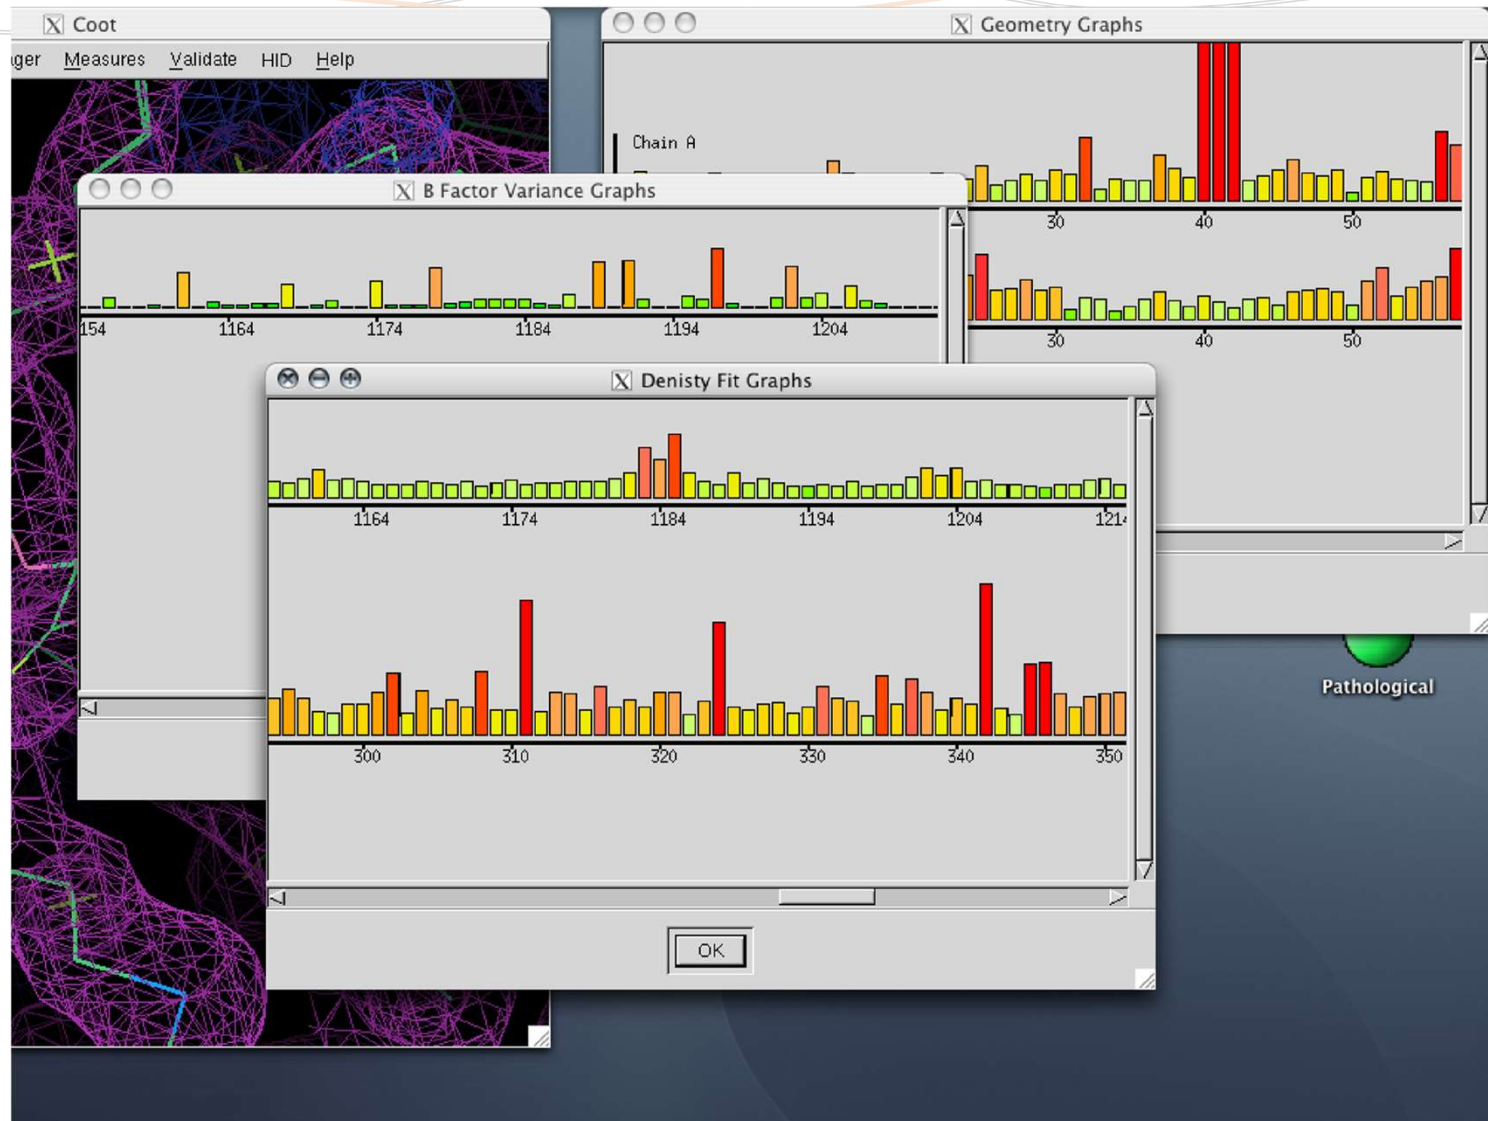 Coot
ager Measures Validate HID Help
Geometry Graphs
Chain A
30 40 50
30 40 50
B Factor Variance Graphs
154 1164 1174 1184 1194 1204
Denisty Fit Graphs
1164 1174 1184 1194 1204 1214
300 310 320 330 340 350
OK
Pathological